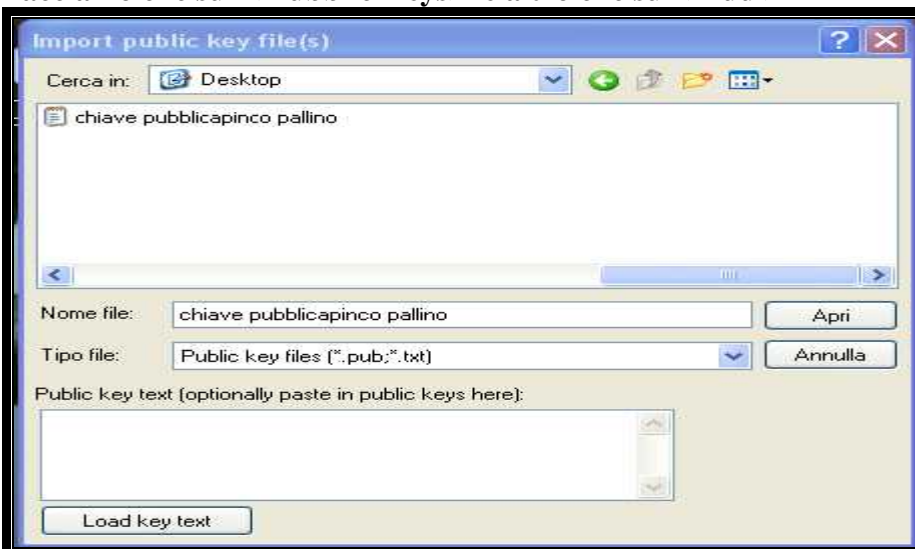 Import public key file(s)
Cerca in: Desktop
chiave pubblicapinco pallino
Nome file: chiave pubblicapinco pallino Apri
Tipo file: Public key files (*.pub;*.txt) Annulla
Public key text (optionally paste in public keys here):
Load key text